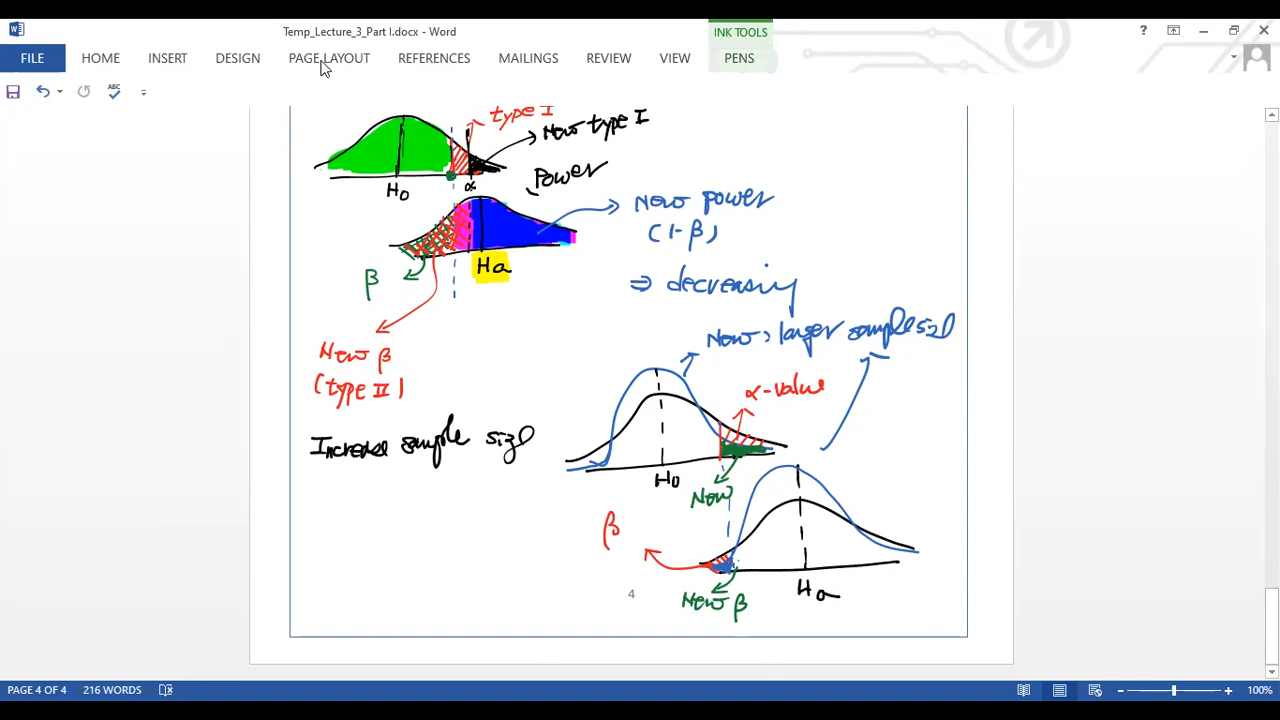 Temp_Lecture_3_Part I.docx - Word
INK TOOLS
FILE HOME INSERT DESIGN PAGE LAYOUT REFERENCES MAILINGS REVIEW VIEW PENS
ABC
type I
New type I
Power
H0
α
New power
(1-β)
Ha
β
⇒ decreasing
New, larger sample size
New β
(type II)
α-value
Increase sample size
H0
New
β
Ha
New β
4
PAGE 4 OF 4 216 WORDS 100%